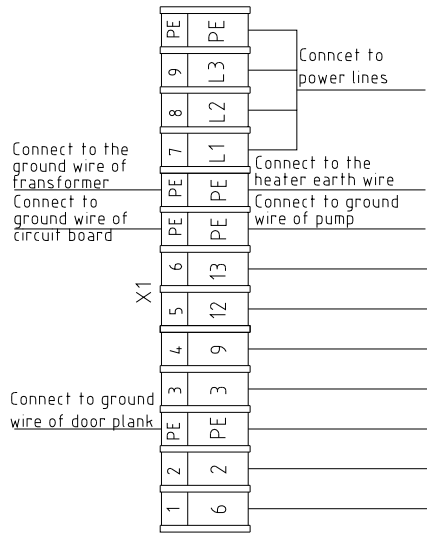 PE PE
9 L3
Conncet to
power lines
8 L2
7 L1
Connect to the
ground wire of
transformer
Connect to the
heater earth wire
PE PE
Connect to
ground wire of
circuit board
Connect to ground
wire of pump
PE PE
6 13
X1
5 12
4 9
3 3
Connect to ground
wire of door plank
PE PE
2 2
1 6